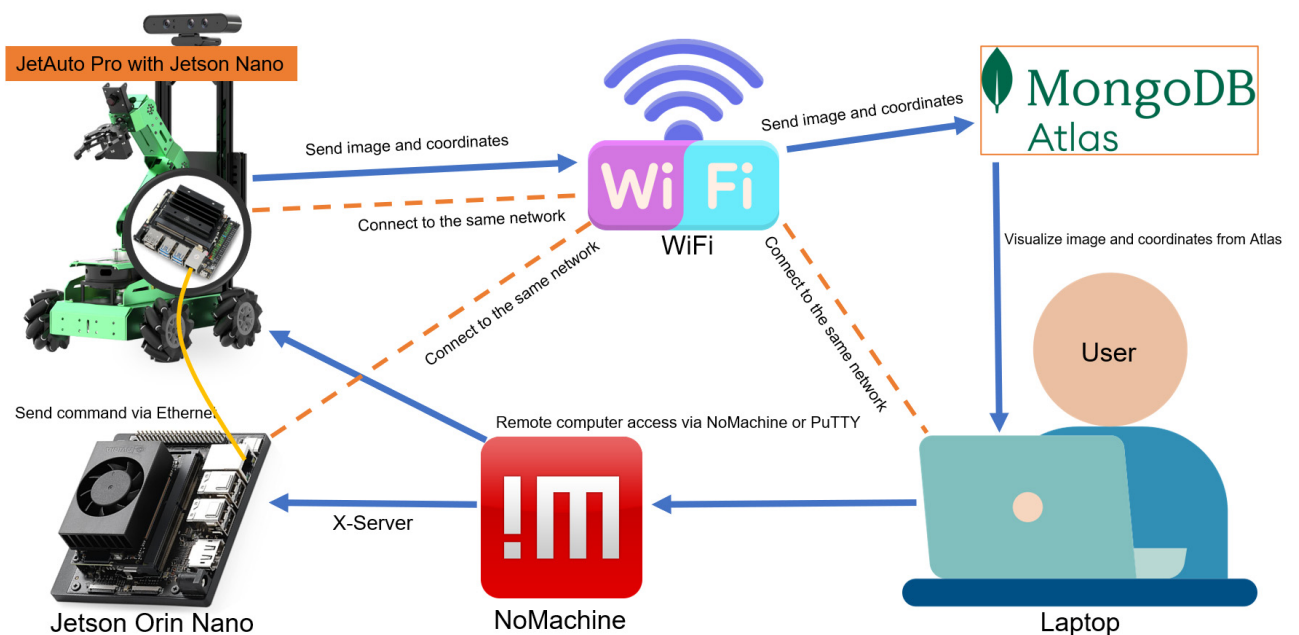 JetAuto Pro with Jetson Nano
MongoDB
Atlas
Send image and coordinates
Send image and coordinates
Wi Fi
WiFi
Connect to the same network
Connect to the same network
Connect to the same network
Visualize image and coordinates from Atlas
User
Send command via Ethernet
Remote computer access via NoMachine or PuTTY
!M
X-Server
Jetson Orin Nano
NoMachine
Laptop